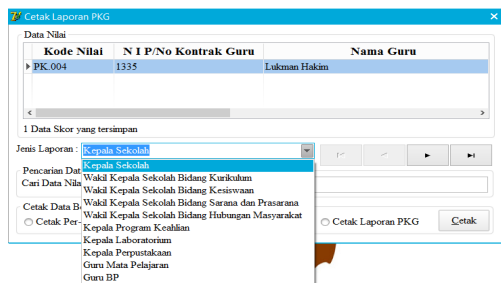 Cetak Laporan PKG
Data Nilai
Kode Nilai N I P/No Kontrak Guru Nama Guru
PK.004 1335 Lukman Hakim
1 Data Skor yang tersimpan
Jenis Laporan : Kepala Sekolah
Kepala Sekolah
Wakil Kepala Sekolah Bidang Kurikulum
Wakil Kepala Sekolah Bidang Kesiswaan
Wakil Kepala Sekolah Bidang Sarana dan Prasarana
Wakil Kepala Sekolah Bidang Hubungan Masyarakat
Kepala Program Keahlian
Kepala Laboratorium
Kepala Perpustakaan
Guru Mata Pelajaran
Guru BP
Pencarian Dat
Cari Data Nila
Cetak Data B
Cetak Per- Cetak Laporan PKG Cetak